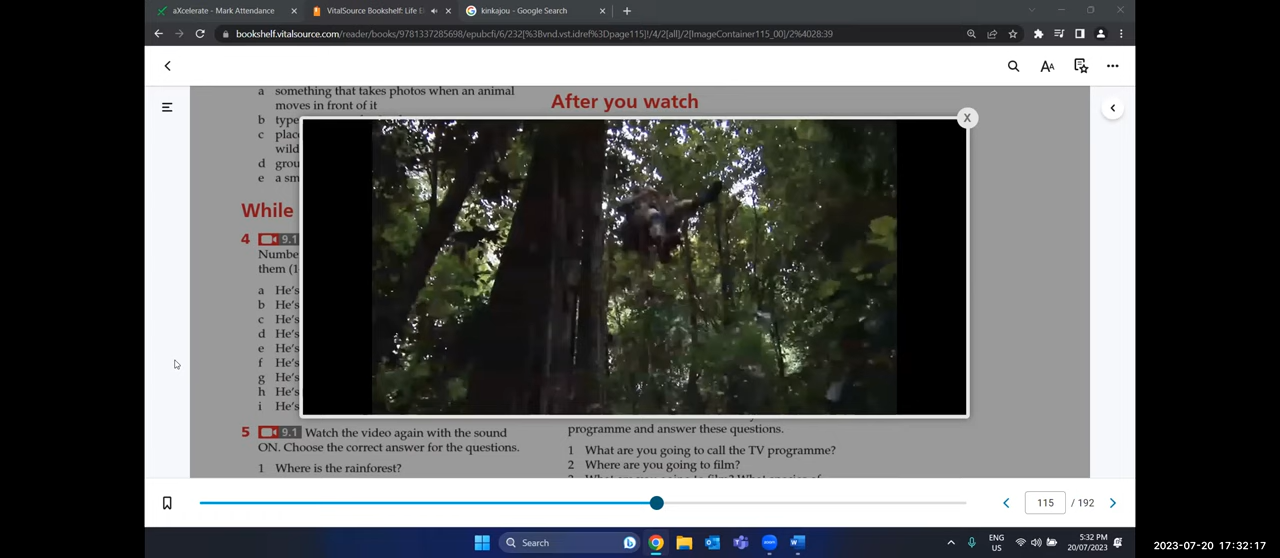 aXcelerate - Mark Attendance
VitalSource Bookshelf: Life El
kinkajou - Google Search
bookshelf.vitalsource.com/reader/books/9781337285698/epubcfi/6/232[%3Bvnd.vst.idref%3Dpage115]!/4/2[all]/2[ImageContainer115_00]/2%4028:39
a something that takes photos when an animal
moves in front of it
b type
c plac
wild
d grou
e a sm
While
4 9.1
Numbe
them (1
a He's
b He's
c He's
d He's
e He's
f He's
g He's
h He's
i He's
5 9.1 Watch the video again with the sound
ON. Choose the correct answer for the questions.
1 Where is the rainforest?
After you watch
X
programme and answer these questions.
1 What are you going to call the TV programme?
2 Where are you going to film?
115 / 192
Search
ENG
US
5:32 PM
20/07/2023
2023-07-20 17:32:17